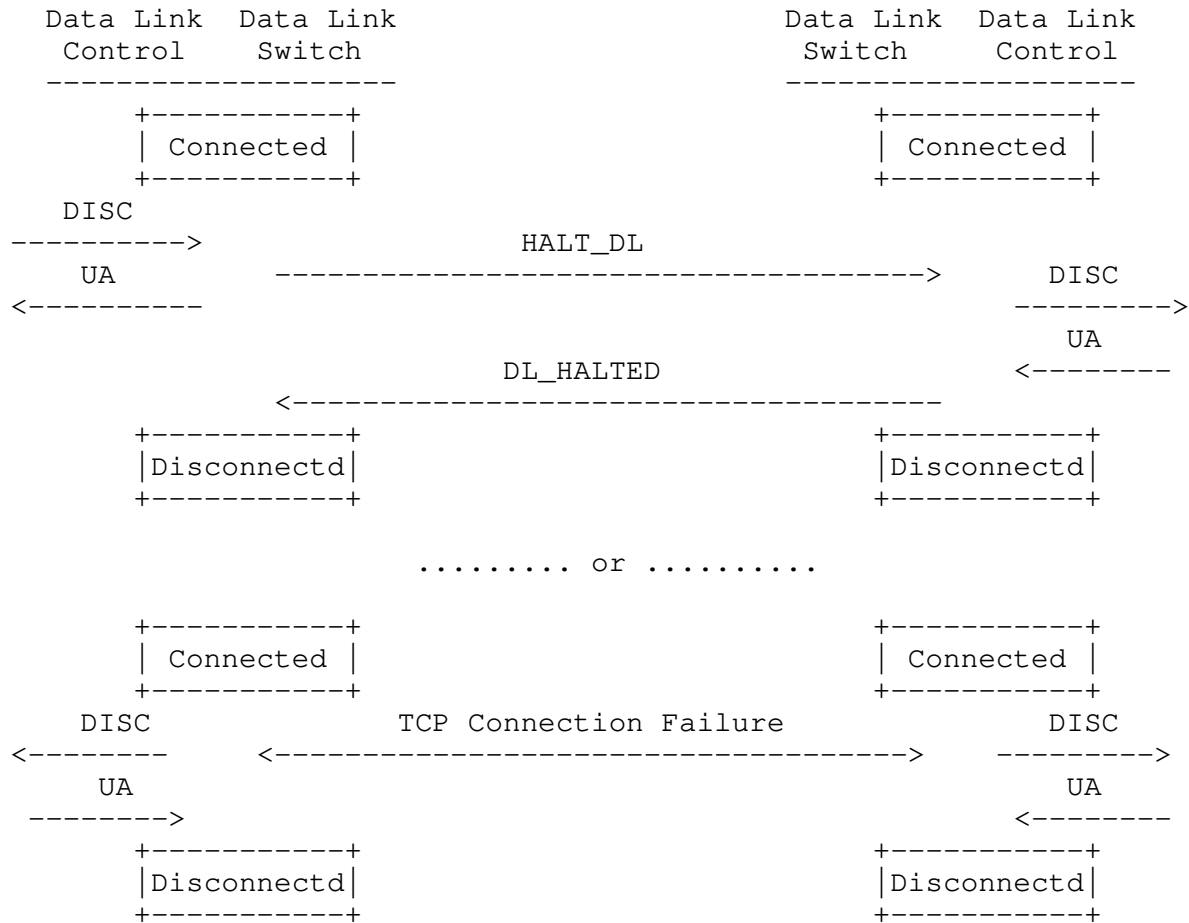 Data Link  Data Link                         Data Link  Data Link
 Control    Switch                            Switch     Control
--------------------                         --------------------
+-----------+                              +-----------+
| Connected |                              | Connected |
+-----------+                              +-----------+
DISC
----------->                 HALT_DL
UA     -------------------------------------->      DISC
<-----------                                        ---------->
UA
DL_HALTED                    <--------
<--------------------------------------
+-----------+                              +-----------+
|Disconnectd|                              |Disconnectd|
+-----------+                              +-----------+
......... or ..........
+-----------+                              +-----------+
| Connected |                              | Connected |
+-----------+                              +-----------+
DISC              TCP Connection Failure               DISC
<---------     <------------------------------------->    --------->
UA                                                      UA
--------->                                              <---------
+-----------+                              +-----------+
|Disconnectd|                              |Disconnectd|
+-----------+                              +-----------+